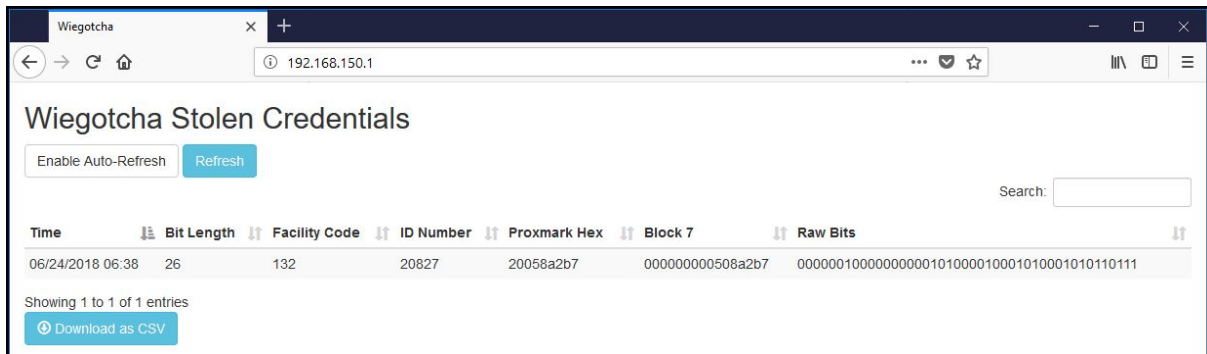 Wiegotcha
192.168.150.1
Wiegotcha Stolen Credentials
Enable Auto-Refresh Refresh
Search:
Time Bit Length Facility Code ID Number Proxmark Hex Block 7 Raw Bits
06/24/2018 06:38 26 132 20827 20058a2b7 000000000508a2b7 00000010000000000101000010001010001010110111
Showing 1 to 1 of 1 entries
Download as CSV